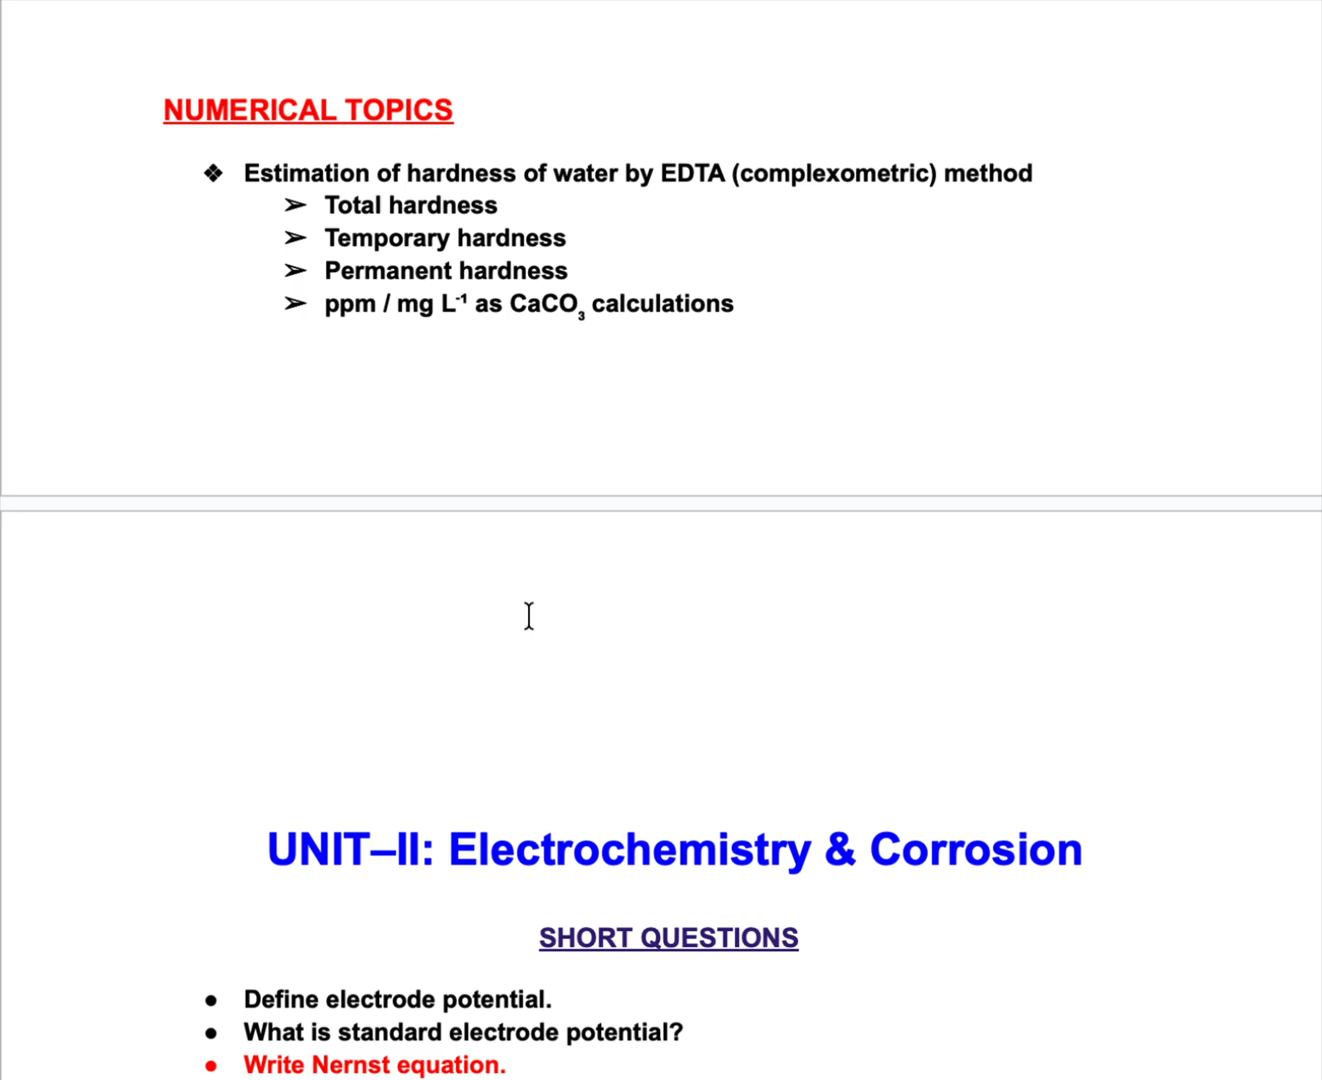 NUMERICAL TOPICS
❖ Estimation of hardness of water by EDTA (complexometric) method
➢ Total hardness
➢ Temporary hardness
➢ Permanent hardness
➢ ppm / mg L⁻¹ as CaCO₃ calculations
UNIT–II: Electrochemistry & Corrosion
SHORT QUESTIONS
● Define electrode potential.
● What is standard electrode potential?
● Write Nernst equation.